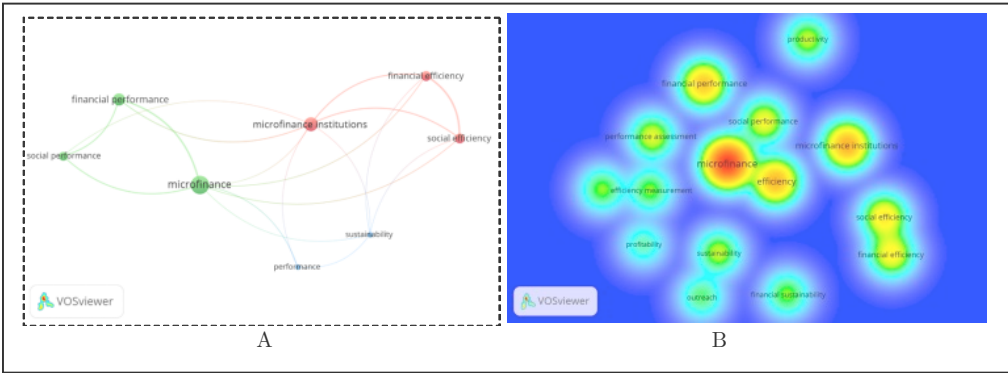 financial efficiency
financial performance
microfinance institutions
social efficiency
social performance
microfinance
sustainability
performance
VOSviewer
A
productivity
financial performance
social performance
performance assessment
microfinance institutions
microfinance
efficiency
efficiency measurement
social efficiency
profitability
sustainability
financial efficiency
outreach
financial sustainability
VOSviewer
B